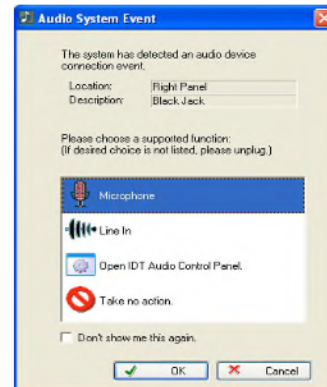 Audio System Event
The system has detected an audio device
connection event.
Location: Right Panel
Description: Black Jack
Please choose a supported function:
(If desired choice is not listed, please unplug.)
Microphone
Line In
Open IDT Audio Control Panel.
Take no action.
Don't show me this again.
OK Cancel